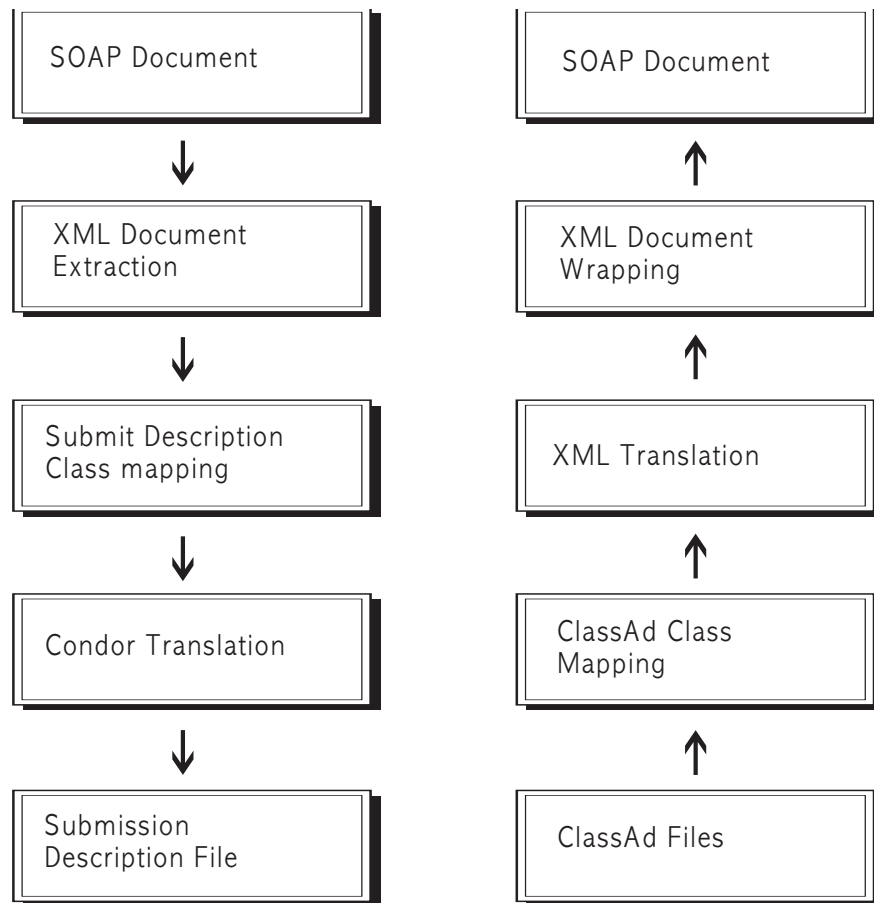 SOAP Document
XML Document
Extraction
Submit Description
Class mapping
Condor Translation
Submission
Description File
SOAP Document
XML Document
Wrapping
XML Translation
ClassAd Class
Mapping
ClassAd Files